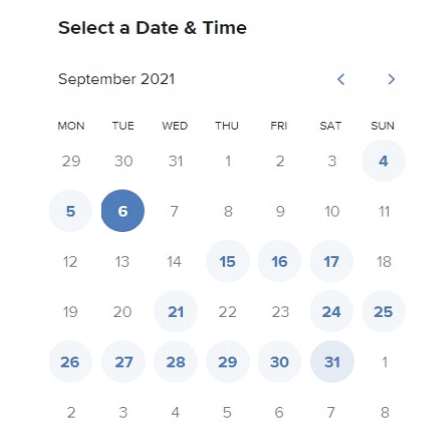 Select a Date & Time
September 2021
MON TUE WED THU FRI SAT SUN
29 30 31 1 2 3 4
5 6 7 8 9 10 11
12 13 14 15 16 17 18
19 20 21 22 23 24 25
26 27 28 29 30 31 1
2 3 4 5 6 7 8